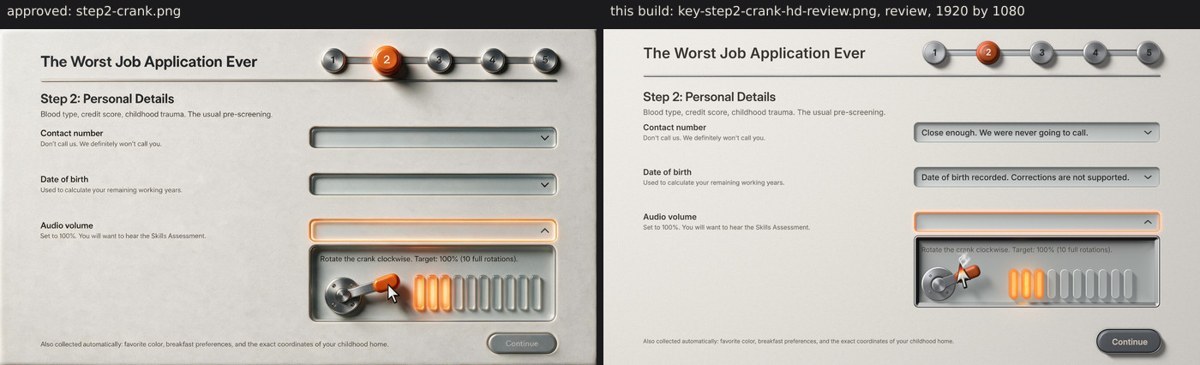 approved: step2-crank.png
The Worst Job Application Ever
1 2 3 4 5
Step 2: Personal Details
Blood type, credit score, childhood trauma. The usual pre-screening.
Contact number
Don't call us. We definitely won't call you.
Date of birth
Used to calculate your remaining working years.
Audio volume
Set to 100%. You will want to hear the Skills Assessment.
Rotate the crank clockwise. Target: 100% (10 full rotations).
Also collected automatically: favorite color, breakfast preferences, and the exact coordinates of your childhood home.
Continue
this build: key-step2-crank-hd-review.png, review, 1920 by 1080
The Worst Job Application Ever
1 2 3 4 5
Step 2: Personal Details
Blood type, credit score, childhood trauma. The usual pre-screening.
Contact number
Don't call us. We definitely won't call you.
Close enough. We were never going to call.
Date of birth
Used to calculate your remaining working years.
Date of birth recorded. Corrections are not supported.
Audio volume
Set to 100%. You will want to hear the Skills Assessment.
Rotate the crank clockwise. Target: 100% (10 full rotations).
Also collected automatically: favorite color, breakfast preferences, and the exact coordinates of your childhood home.
Continue